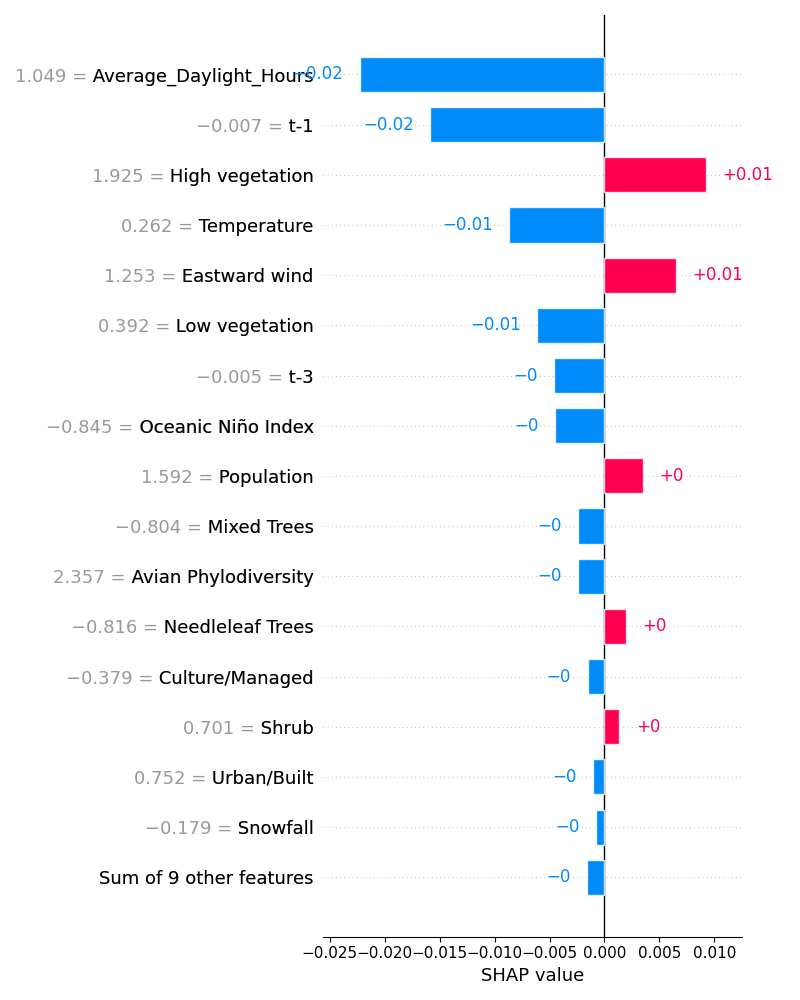 1.049 = Average_Daylight_Hours −0.02
−0.007 = t-1 −0.02
1.925 = High vegetation +0.01
0.262 = Temperature −0.01
1.253 = Eastward wind +0.01
0.392 = Low vegetation −0.01
−0.005 = t-3 −0
−0.845 = Oceanic Niño Index −0
1.592 = Population +0
−0.804 = Mixed Trees −0
2.357 = Avian Phylodiversity −0
−0.816 = Needleleaf Trees +0
−0.379 = Culture/Managed −0
0.701 = Shrub +0
0.752 = Urban/Built −0
−0.179 = Snowfall −0
Sum of 9 other features −0
−0.025 −0.020 −0.015 −0.010 −0.005 0.000 0.005 0.010
SHAP value